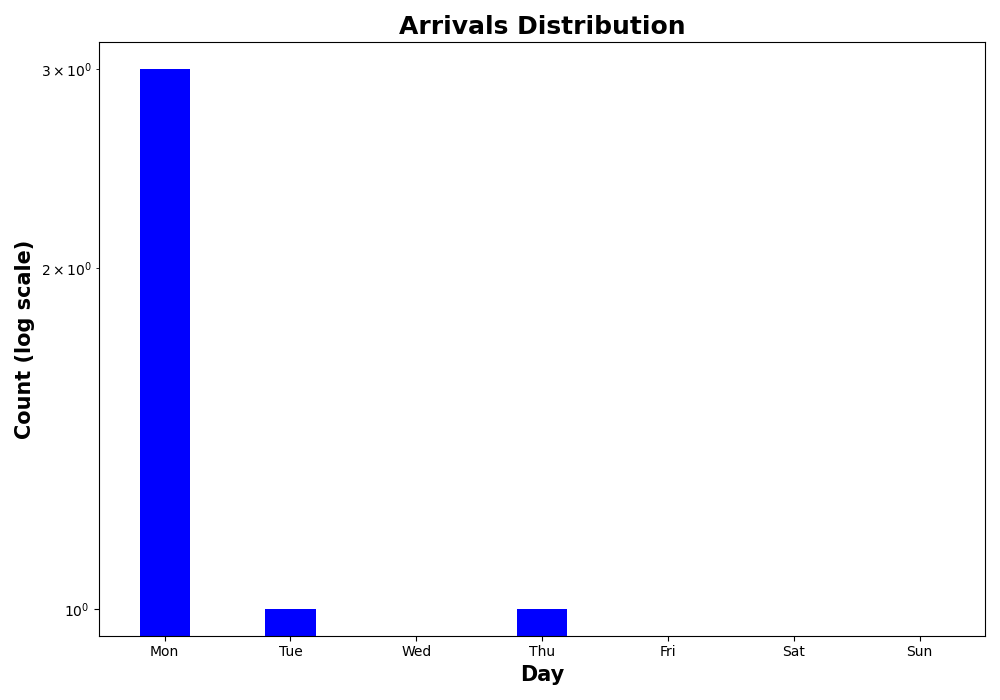 Arrivals Distribution
3 × 10⁰
2 × 10⁰
10⁰
Count (log scale)
Mon Tue Wed Thu Fri Sat Sun
Day